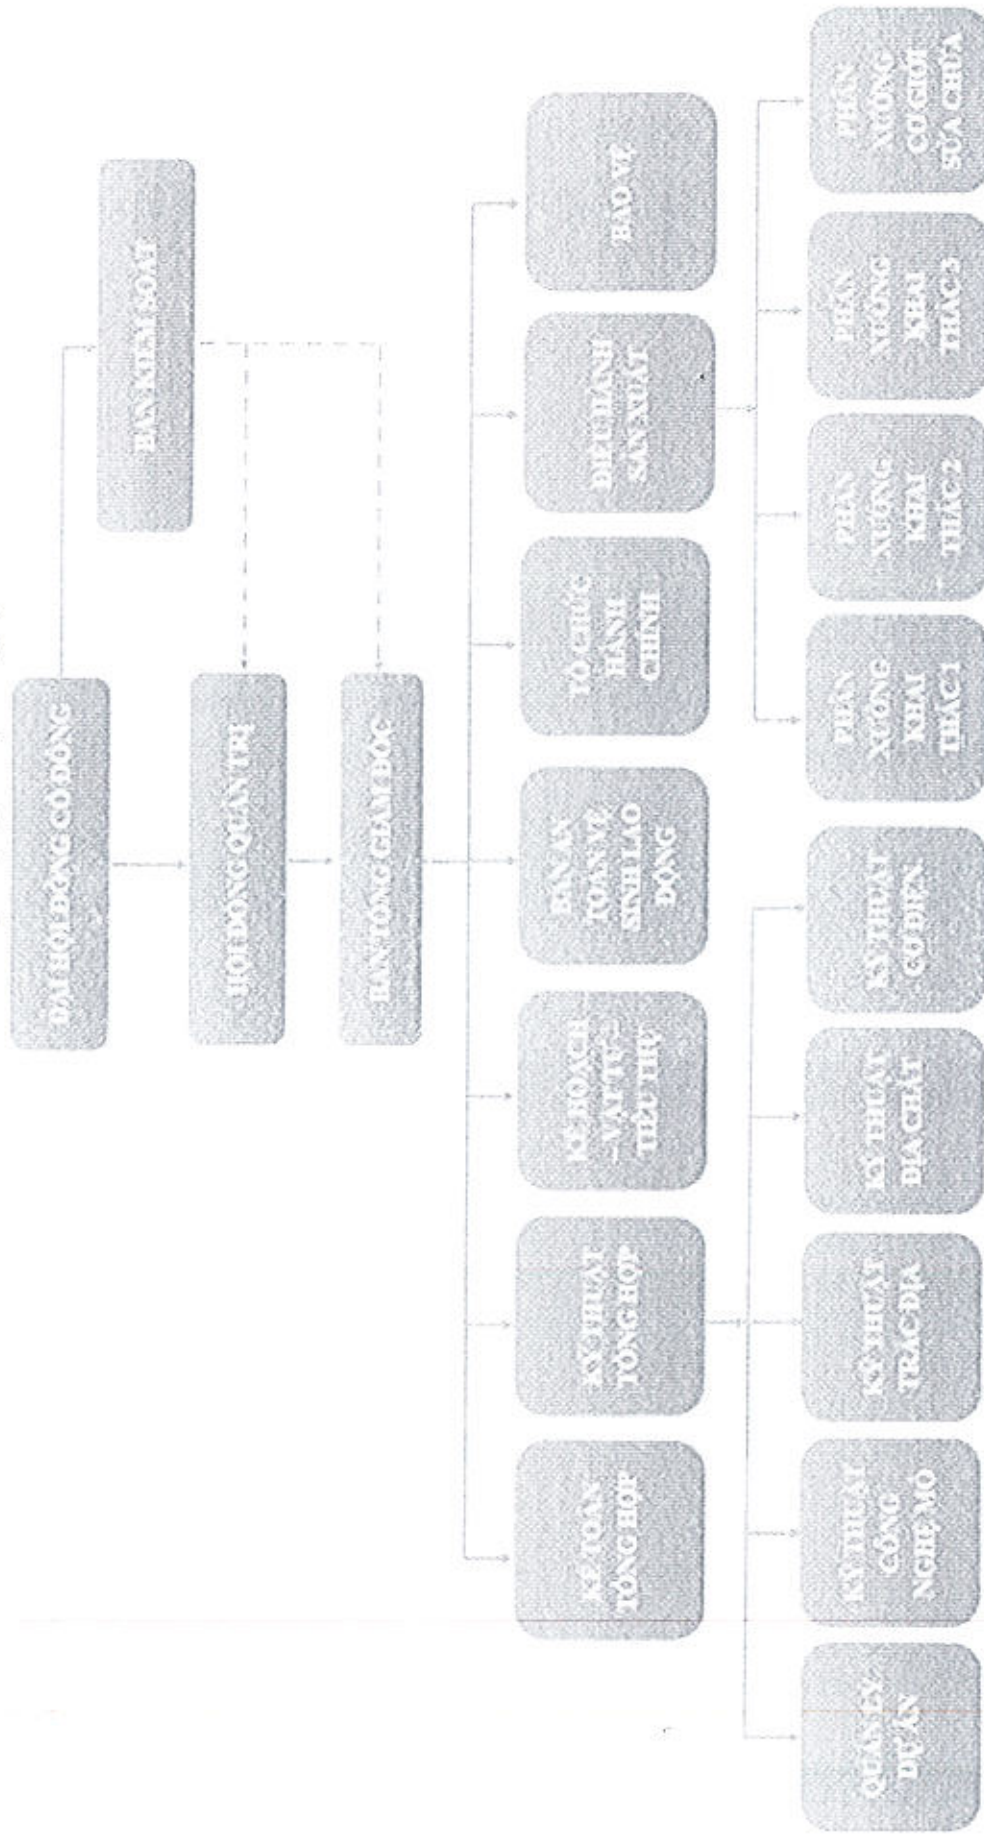 ĐẠI HỘI ĐỒNG CỔ ĐÔNG
BAN KIỂM SOÁT
HỘI ĐỒNG QUẢN TRỊ
BAN TỔNG GIÁM ĐỐC
KẾ TOÁN
TỔNG HỢP
KỸ THUẬT
TỔNG HỢP
KẾ HOẠCH
– VẬT TƯ –
TIÊU THỤ
BAN AN
TOÀN VỆ
SINH LAO
ĐỘNG
TỔ CHỨC
HÀNH
CHÍNH
ĐIỀU HÀNH
SẢN XUẤT
BẢO VỆ
QUẢN LÝ
DỰ ÁN
KỸ THUẬT
CÔNG
NGHỆ MỎ
KỸ THUẬT
TRẮC ĐỊA
KỸ THUẬT
ĐỊA CHẤT
KỸ THUẬT
CƠ ĐIỆN
PHÂN
XƯỞNG
KHAI
THÁC 1
PHÂN
XƯỞNG
KHAI
THÁC 2
PHÂN
XƯỞNG
KHAI
THÁC 3
PHÂN
XƯỞNG
CƠ GIỚI
SỬA CHỮA